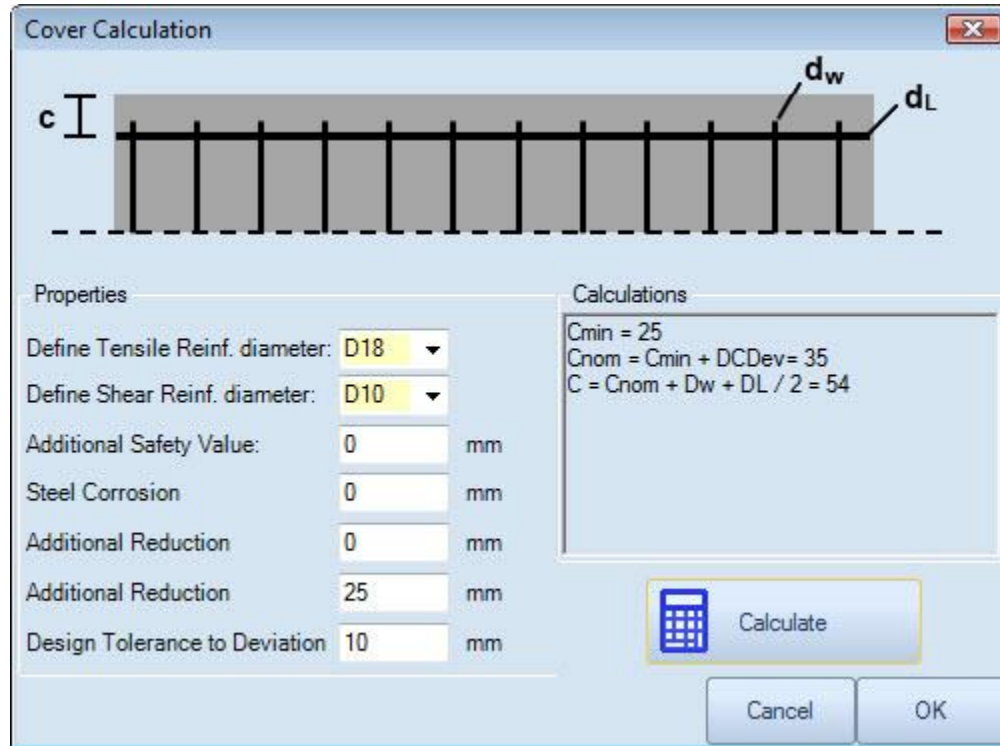 Cover Calculation
dw
dL
c
Properties
Define Tensile Reinf. diameter: D18
Define Shear Reinf. diameter: D10
Additional Safety Value: 0 mm
Steel Corrosion 0 mm
Additional Reduction 0 mm
Additional Reduction 25 mm
Design Tolerance to Deviation 10 mm
Calculations
Cmin = 25
Cnom = Cmin + DCDev= 35
C = Cnom + Dw + DL / 2 = 54
Calculate
Cancel OK